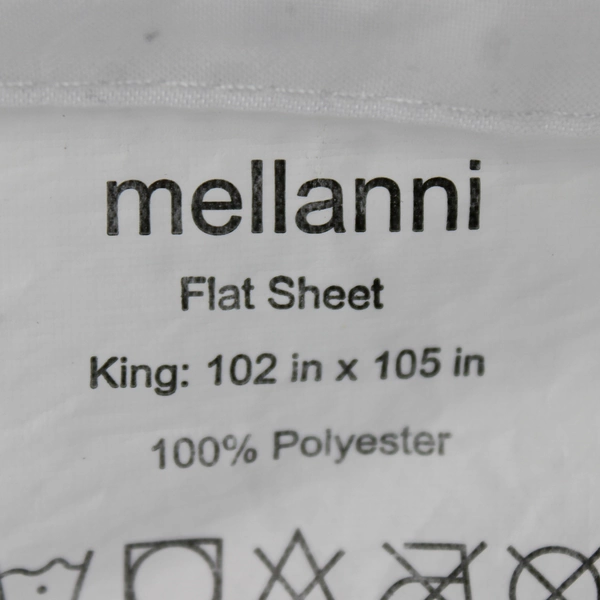 mellanni
Flat Sheet
King: 102 in x 105 in
100% Polyester